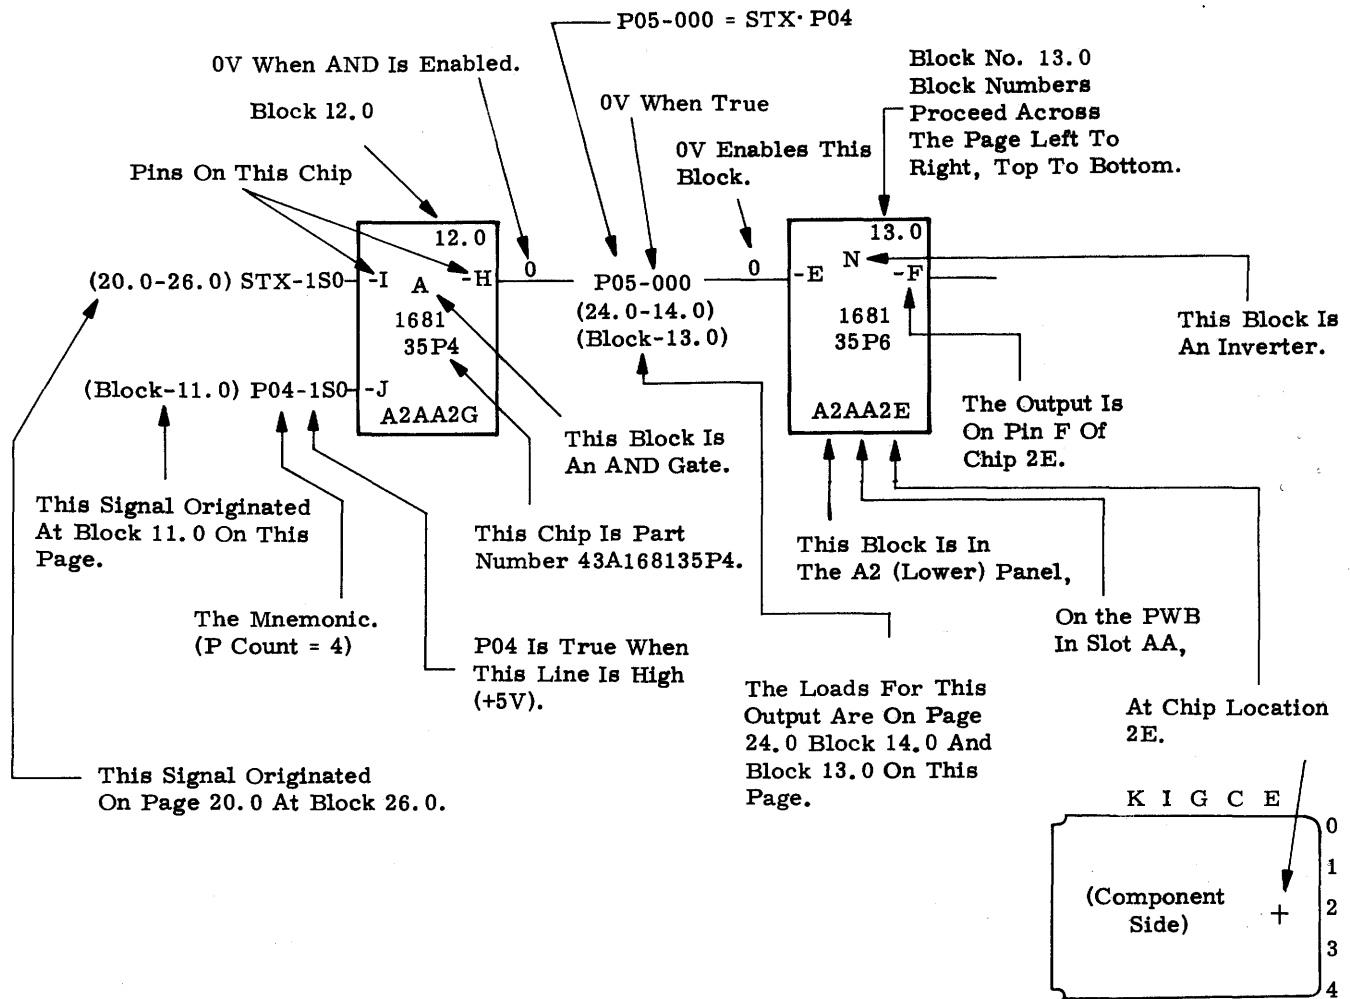 P05-000 = STX· P04
0V When AND Is Enabled.
Block 12.0
Pins On This Chip
0V When True
0V Enables This
Block.
Block No. 13.0
Block Numbers
Proceed Across
The Page Left To
Right, Top To Bottom.
(20.0-26.0) STX-1S0
(Block-11.0) P04-1S0
12.0
-I
A
-H
1681
35P4
-J
A2AA2G
0
P05-000
(24.0-14.0)
(Block-13.0)
0
13.0
N
-E
-F
1681
35P6
A2AA2E
This Block Is
An Inverter.
The Output Is
On Pin F Of
Chip 2E.
This Block Is
An AND Gate.
This Signal Originated
At Block 11.0 On This
Page.
This Chip Is Part
Number 43A168135P4.
This Block Is In
The A2 (Lower) Panel,
On the PWB
In Slot AA,
The Mnemonic.
(P Count = 4)
P04 Is True When
This Line Is High
(+5V).
The Loads For This
Output Are On Page
24.0 Block 14.0 And
Block 13.0 On This
Page.
At Chip Location
2E.
This Signal Originated
On Page 20.0 At Block 26.0.
K I G C E
0
1
2
3
4
(Component
Side)
+